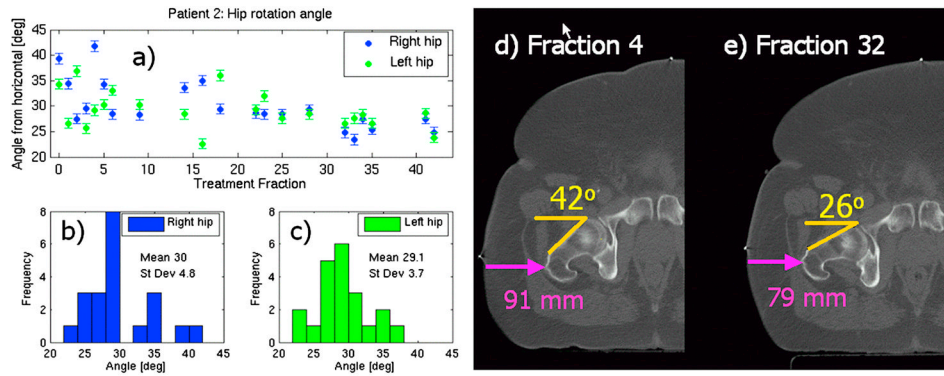 Patient 2: Hip rotation angle
Angle from horizontal [deg]
45
40
35
30
25
20
a)
Right hip
Left hip
0 5 10 15 20 25 30 35 40
Treatment Fraction
b)
Right hip
Mean 30
St Dev 4.8
Frequency
8
6
4
2
0
20 25 30 35 40 45
Angle [deg]
c)
Left hip
Mean 29.1
St Dev 3.7
Frequency
8
6
4
2
0
20 25 30 35 40 45
Angle [deg]
d) Fraction 4
42º
91 mm
e) Fraction 32
26º
79 mm